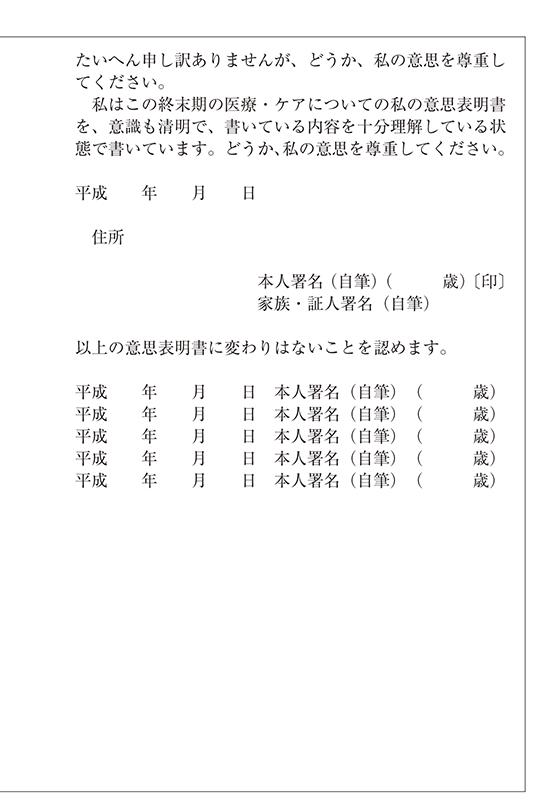 たいへん申し訳ありませんが、どうか、私の意思を尊重し
てください。
　私はこの終末期の医療・ケアについての私の意思表明書
を、意識も清明で、書いている内容を十分理解している状
態で書いています。どうか､私の意思を尊重してください。
平成　　年　　月　　日
　住所
本人署名（自筆）（　　　歳）〔印〕
家族・証人署名（自筆）
以上の意思表明書に変わりはないことを認めます。
平成　　年　　月　　日　本人署名（自筆）（　　　歳）
平成　　年　　月　　日　本人署名（自筆）（　　　歳）
平成　　年　　月　　日　本人署名（自筆）（　　　歳）
平成　　年　　月　　日　本人署名（自筆）（　　　歳）
平成　　年　　月　　日　本人署名（自筆）（　　　歳）